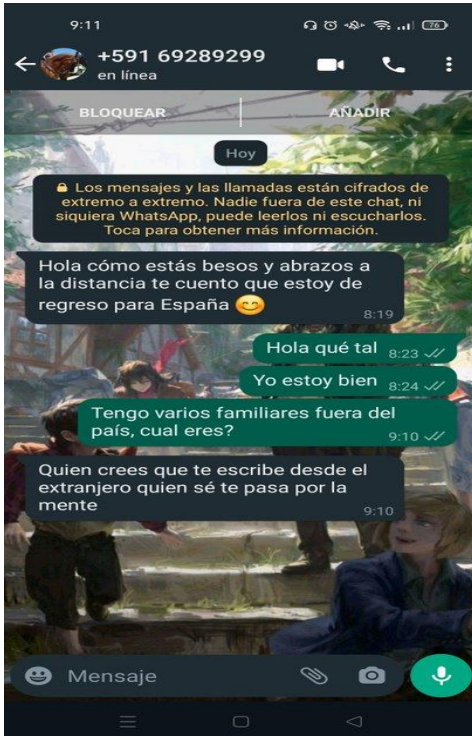 9:11
76
+591 69289299
en línea
BLOQUEAR
AÑADIR
Hoy
Los mensajes y las llamadas están cifrados de
extremo a extremo. Nadie fuera de este chat, ni
siquiera WhatsApp, puede leerlos ni escucharlos.
Toca para obtener más información.
Hola cómo estás besos y abrazos a
la distancia te cuento que estoy de
regreso para España 😊
8:19
Hola qué tal 8:23
Yo estoy bien 8:24
Tengo varios familiares fuera del
país, cual eres?
9:10
Quien crees que te escribe desde el
extranjero quien sé te pasa por la
mente
9:10
Mensaje